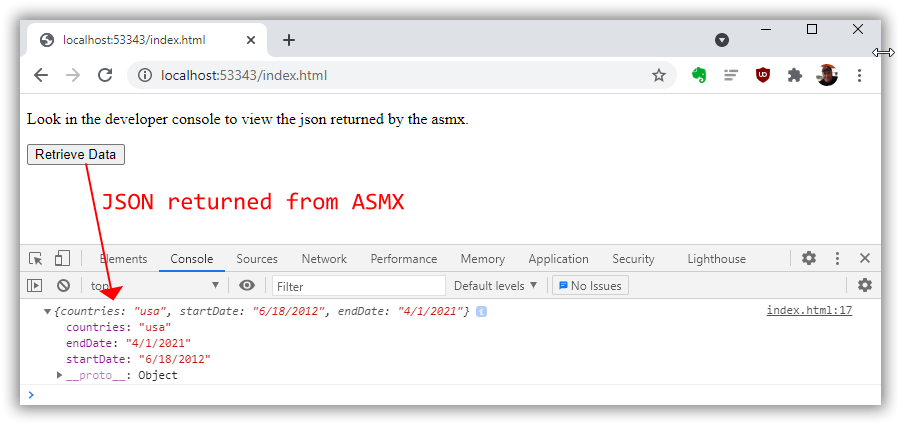 localhost:53343/index.html
localhost:53343/index.html
Look in the developer console to view the json returned by the asmx.
Retrieve Data
JSON returned from ASMX
Elements Console Sources Network Performance Memory Application Security Lighthouse
top Filter Default levels ▼ No Issues
{countries: "usa", startDate: "6/18/2012", endDate: "4/1/2021"} i index.html:17
countries: "usa"
endDate: "4/1/2021"
startDate: "6/18/2012"
__proto__: Object